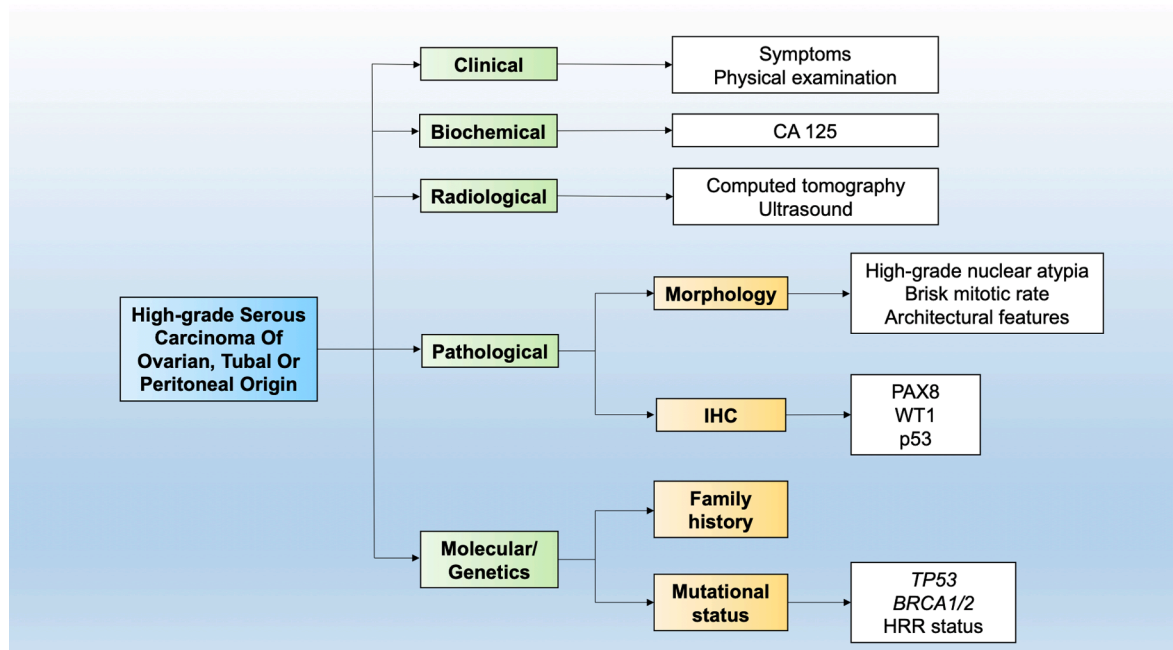 Clinical
Symptoms
Physical examination
Biochemical
CA 125
Radiological
Computed tomography
Ultrasound
High-grade Serous
Carcinoma Of
Ovarian, Tubal Or
Peritoneal Origin
Pathological
Morphology
High-grade nuclear atypia
Brisk mitotic rate
Architectural features
IHC
PAX8
WT1
p53
Molecular/
Genetics
Family
history
Mutational
status
TP53
BRCA1/2
HRR status